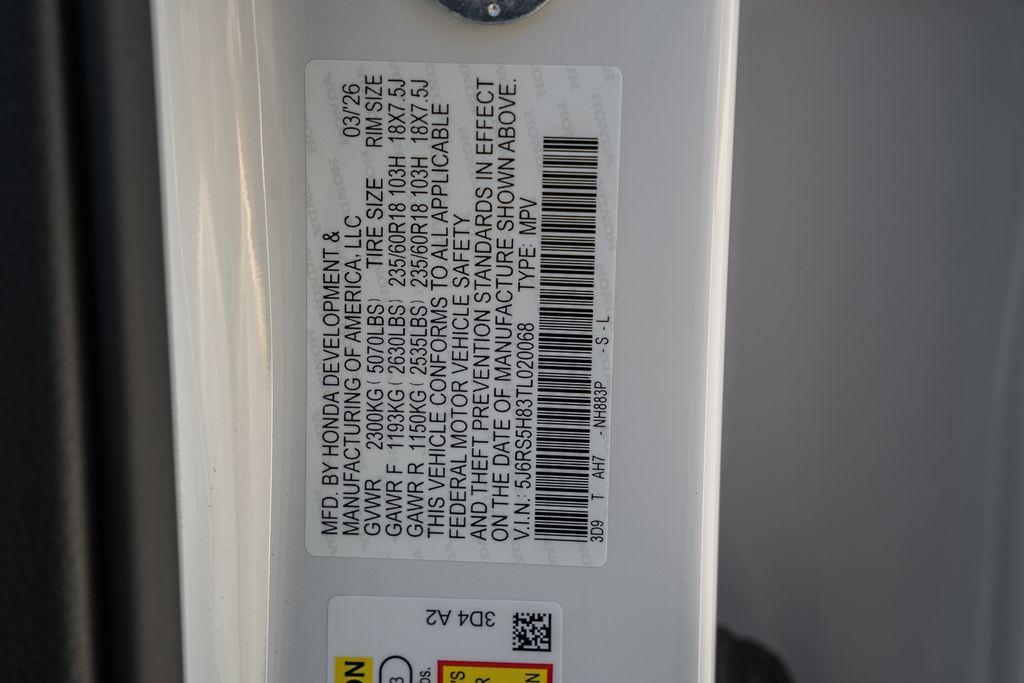 MFD. BY HONDA DEVELOPMENT &
MANUFACTURING OF AMERICA, LLC 03/'26
GVWR 2300KG ( 5070LBS) TIRE SIZE RIM SIZE
GAWR F 1193KG ( 2630LBS) 235/60R18 103H 18X7.5J
GAWR R 1150KG ( 2535LBS) 235/60R18 103H 18X7.5J
THIS VEHICLE CONFORMS TO ALL APPLICABLE
FEDERAL MOTOR VEHICLE SAFETY
AND THEFT PREVENTION STANDARDS IN EFFECT
ON THE DATE OF MANUFACTURE SHOWN ABOVE.
V.I.N.: 5J6RS5H83TL020068 TYPE: MPV
3D9 T AH7 - NH883P - S - L
3D4 A2